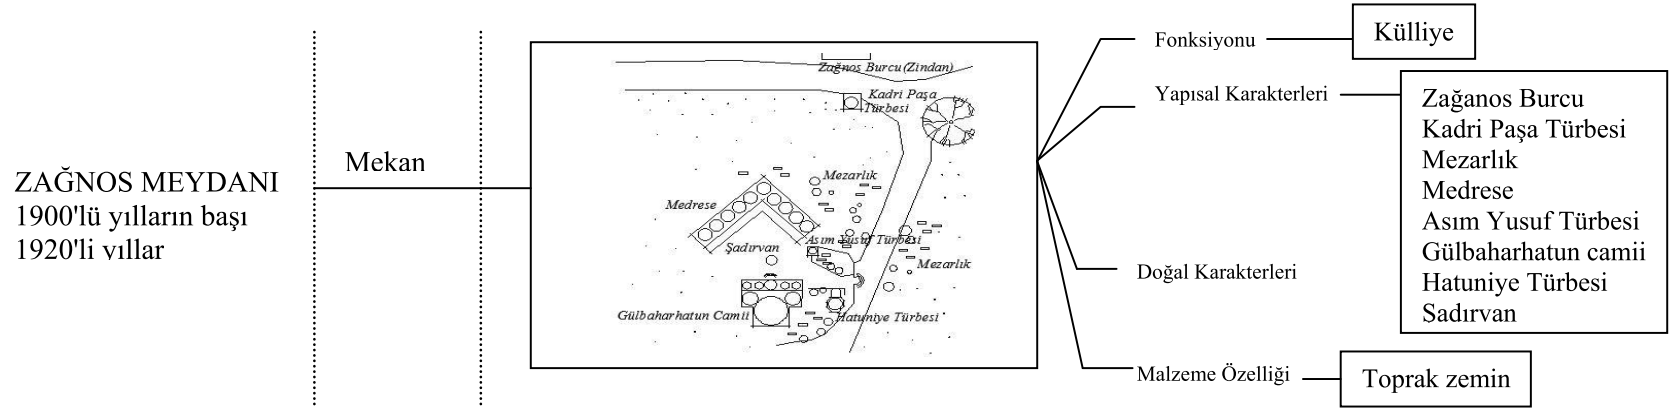 ZAĞNOS MEYDANI
1900'lü yılların başı
1920'li yıllar
Mekan
Zağnos Burcu(Zindan)
Kadri Paşa
Türbesi
Mezarlık
Medrese
Asım Yusuf Türbesi
Şadırvan
Mezarlık
Gülbaharhatun Camii
Hatuniye Türbesi
Fonksiyonu
Külliye
Yapısal Karakterleri
Zağanos Burcu
Kadri Paşa Türbesi
Mezarlık
Medrese
Asım Yusuf Türbesi
Gülbaharhatun camii
Hatuniye Türbesi
Sadırvan
Doğal Karakterleri
Malzeme Özelliği
Toprak zemin